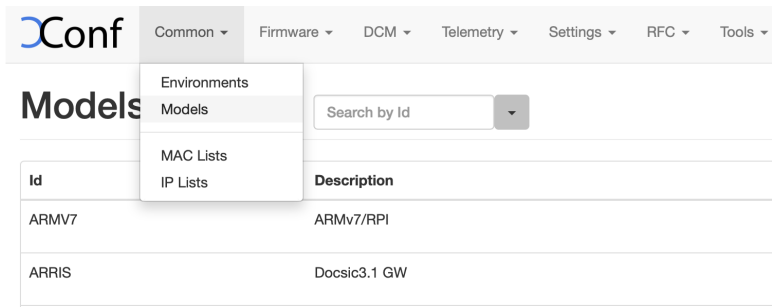 XConf Common Firmware DCM Telemetry Settings RFC Tools
Environments
Models
MAC Lists
IP Lists
Models
Search by Id
Id Description
ARMV7 ARMv7/RPI
ARRIS Docsic3.1 GW